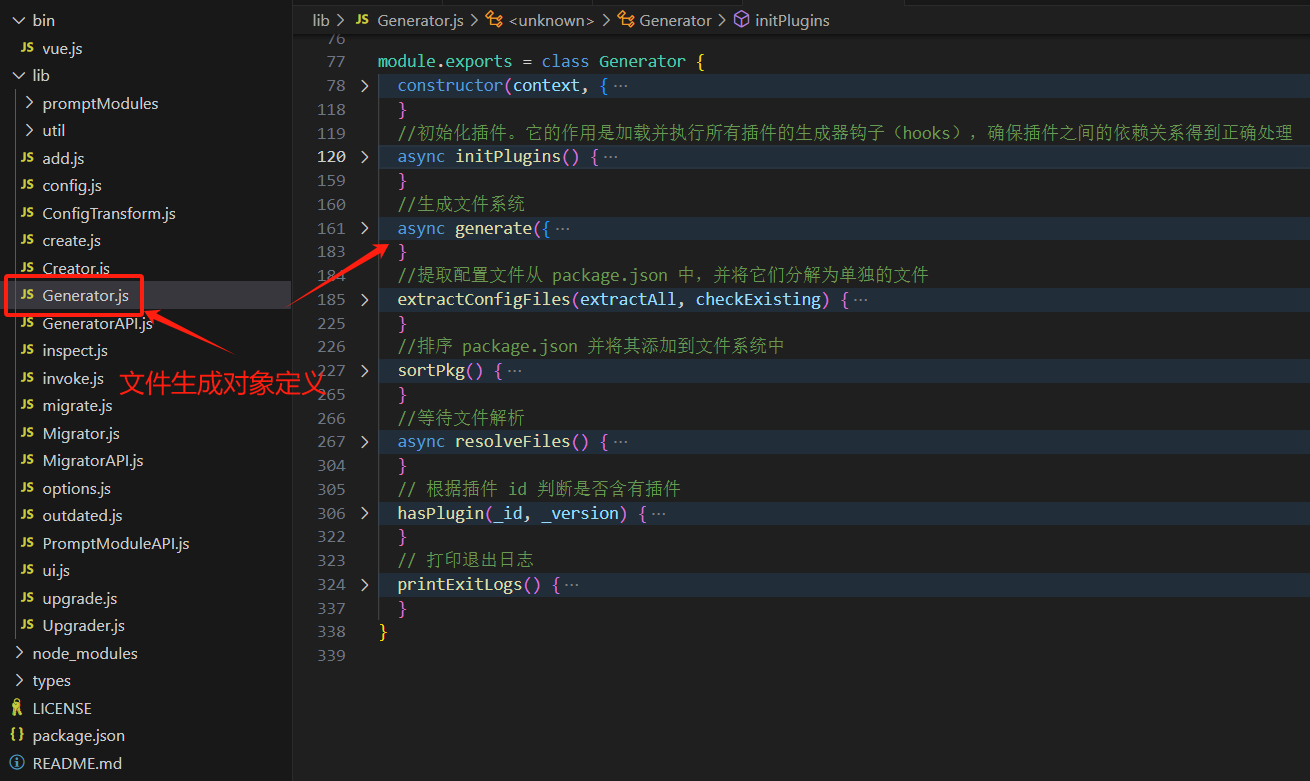 bin
JS vue.js
lib
promptModules
util
JS add.js
JS config.js
JS ConfigTransform.js
JS create.js
JS Creator.js
JS Generator.js
JS GeneratorAPI.js
JS inspect.js
JS invoke.js
文件生成对象定义
JS migrate.js
JS Migrator.js
JS MigratorAPI.js
JS options.js
JS outdated.js
JS PromptModuleAPI.js
JS ui.js
JS upgrade.js
JS Upgrader.js
node_modules
types
LICENSE
{} package.json
README.md
lib > JS Generator.js > <unknown> > Generator > initPlugins
76
77 module.exports = class Generator {
78 constructor(context, { ···
118 }
119 //初始化插件。它的作用是加载并执行所有插件的生成器钩子（hooks），确保插件之间的依赖关系得到正确处理
120 async initPlugins() { ···
159 }
160 //生成文件系统
161 async generate({ ···
183 }
184 //提取配置文件从 package.json 中，并将它们分解为单独的文件
185 extractConfigFiles(extractAll, checkExisting) { ···
225 }
226 //排序 package.json 并将其添加到文件系统中
227 sortPkg() { ···
265 }
266 //等待文件解析
267 async resolveFiles() { ···
304 }
305 // 根据插件 id 判断是否含有插件
306 hasPlugin(_id, _version) { ···
322 }
323 // 打印退出日志
324 printExitLogs() { ···
337 }
338 }
339